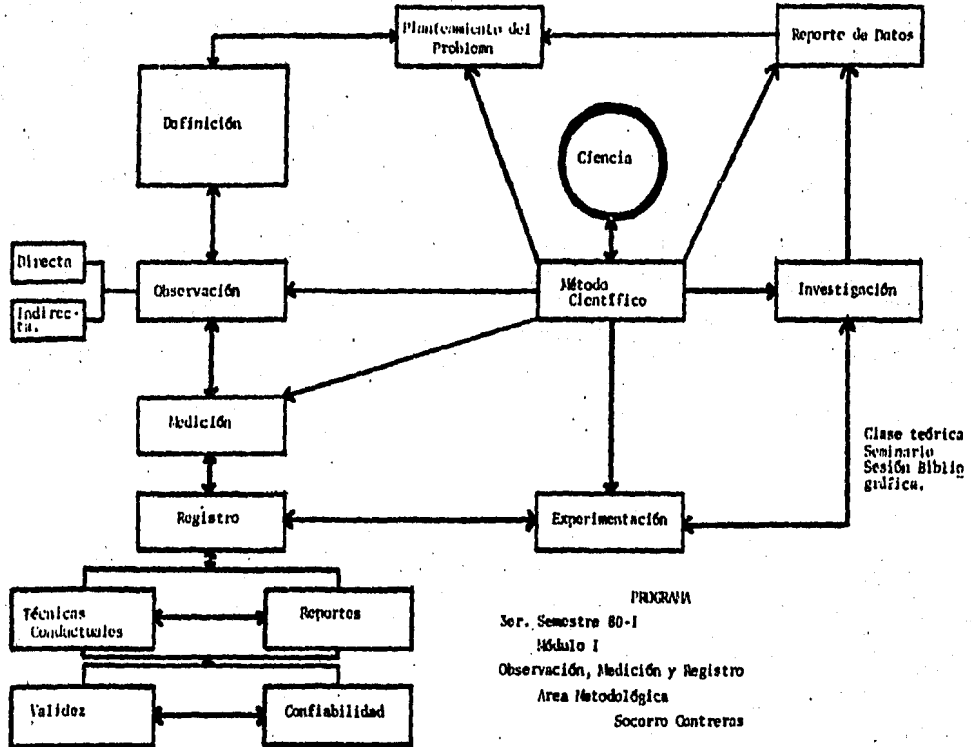 Planteamiento del
Problema
Reporte de Datos
Definición
Ciencia
Directa
Indirec-
ta.
Observación
Método
Científico
Investigación
Medición
Clase teórica
Seminario
Sesión Biblio
gráfica.
Registro
Experimentación
Técnicas
Conductuales
Reportes
Validez
Confiabilidad
PROGRAMA
3er. Semestre 80-I
Módulo I
Observación, Medición y Registro
Area Metodológica
Socorro Contreras